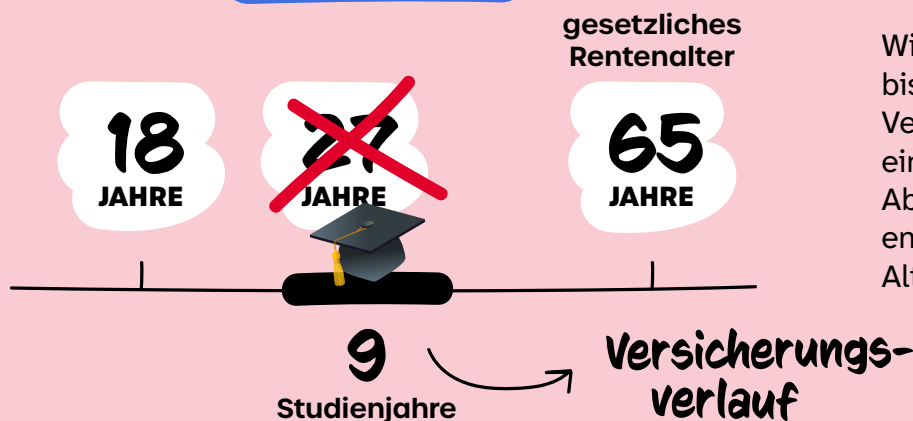 gesetzliches
Rentenalter
18
JAHRE
27
JAHRE
65
JAHRE
9
Studienjahre
Versicherungs-
verlauf